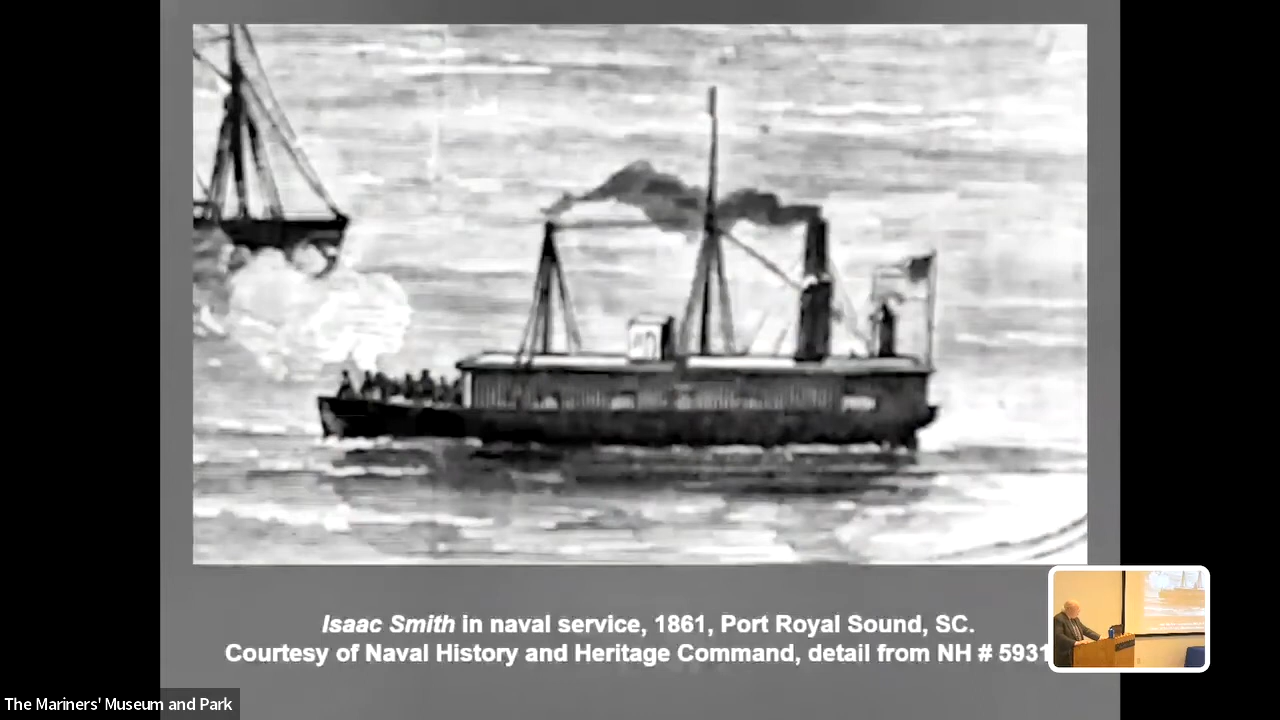 Isaac Smith in naval service, 1861, Port Royal Sound, SC.
Courtesy of Naval History and Heritage Command, detail from NH # 5931
The Mariners' Museum and Park